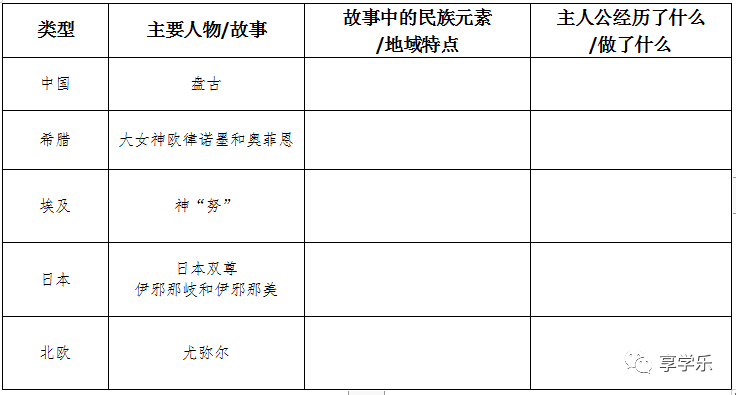 类型
主要人物/故事
故事中的民族元素
/地域特点
主人公经历了什么
/做了什么
中国
盘古
希腊
大女神欧律诺墨和奥菲恩
埃及
神“努”
日本
日本双尊
伊邪那岐和伊邪那美
北欧
尤弥尔
享学乐